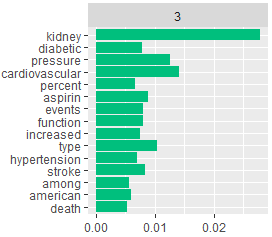 3
kidney
diabetic
pressure
cardiovascular
percent
aspirin
events
function
increased
type
hypertension
stroke
among
american
death
0.00 0.01 0.02